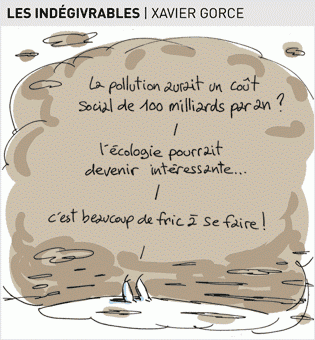 LES INDÉGIVRABLES | XAVIER GORCE
La pollution aurait un coût
social de 100 milliards par an ?
l'écologie pourrait
devenir intéressante...
c'est beaucoup de fric à se faire !